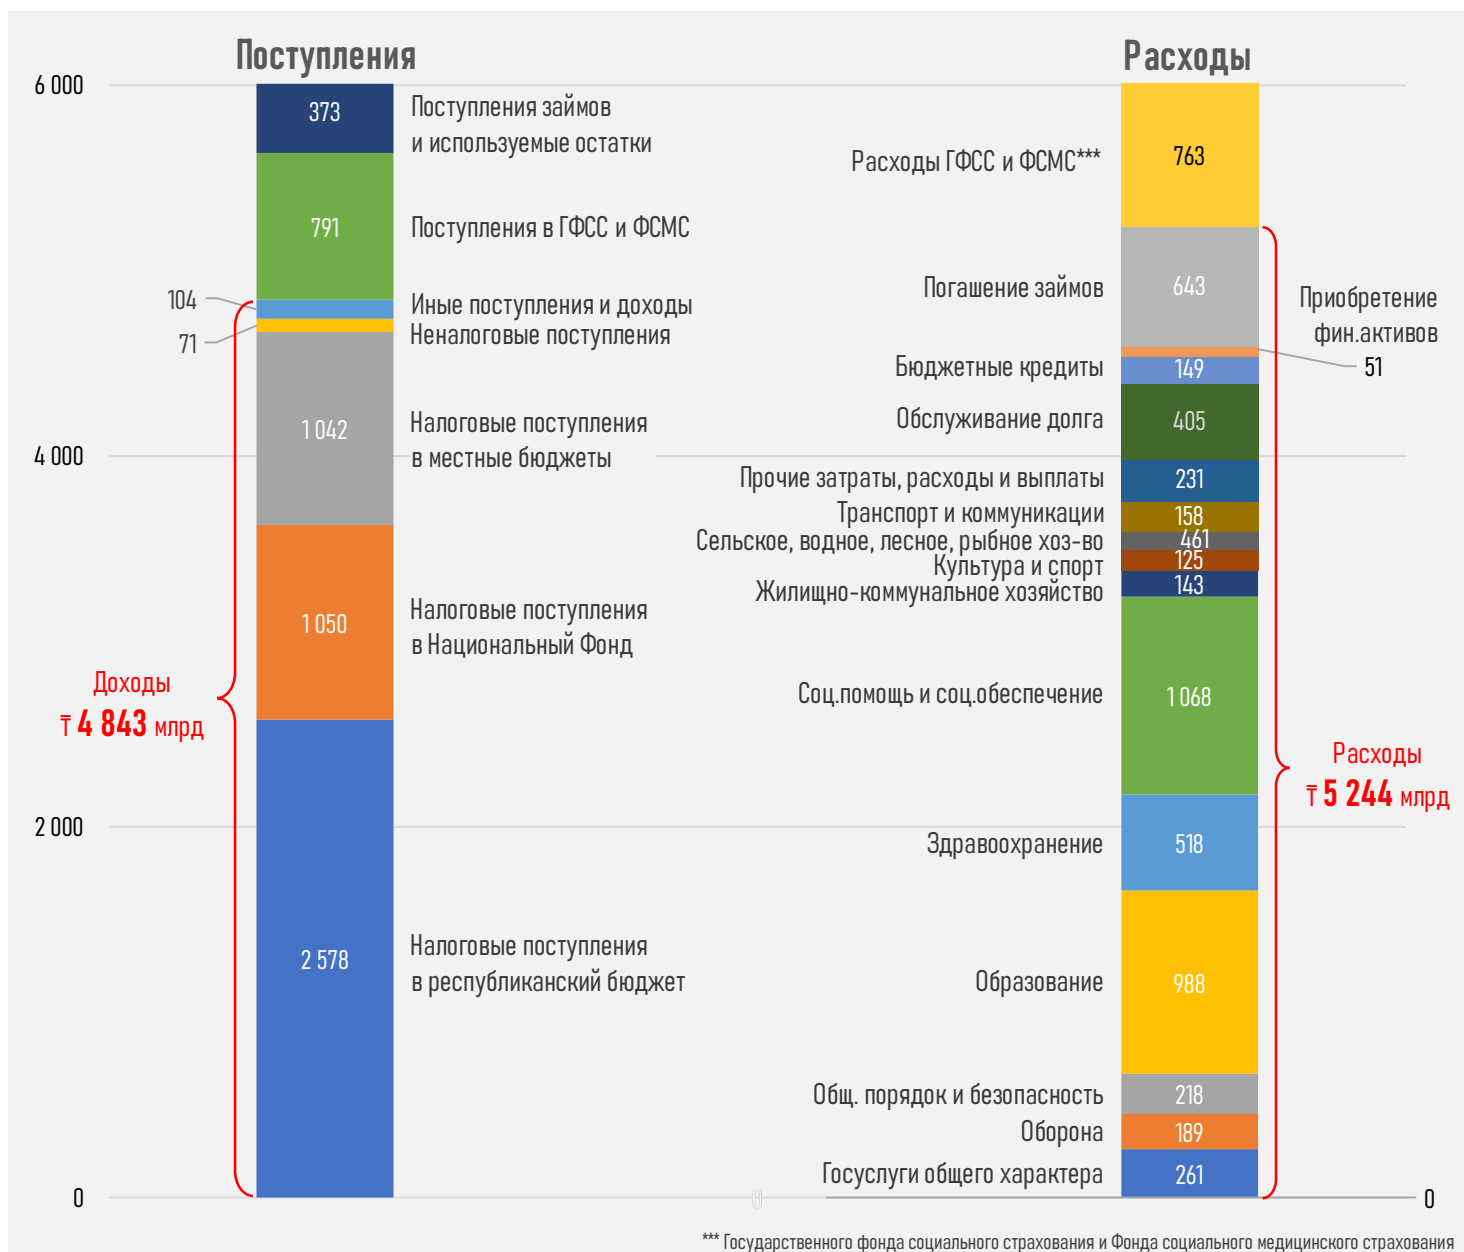 Поступления
Расходы
6 000
373
Поступления займов
и используемые остатки
763
Расходы ГФСС и ФСМС***
791
Поступления в ГФСС и ФСМС
104
Иные поступления и доходы
71
Неналоговые поступления
Погашение займов
643
Приобретение
фин.активов
51
Бюджетные кредиты
149
Обслуживание долга
405
1 042
Налоговые поступления
в местные бюджеты
4 000
Прочие затраты, расходы и выплаты
231
Транспорт и коммуникации
158
Сельское, водное, лесное, рыбное хоз-во
461
Культура и спорт
125
Жилищно-коммунальное хозяйство
143
1 050
Налоговые поступления
в Национальный Фонд
Доходы
₸ 4 843 млрд
Соц.помощь и соц.обеспечение
1 068
Расходы
₸ 5 244 млрд
2 000
Здравоохранение
518
2 578
Налоговые поступления
в республиканский бюджет
Образование
988
Общ. порядок и безопасность
218
Оборона
189
Госуслуги общего характера
261
0
0
*** Государственного фонда социального страхования и Фонда социального медицинского страхования